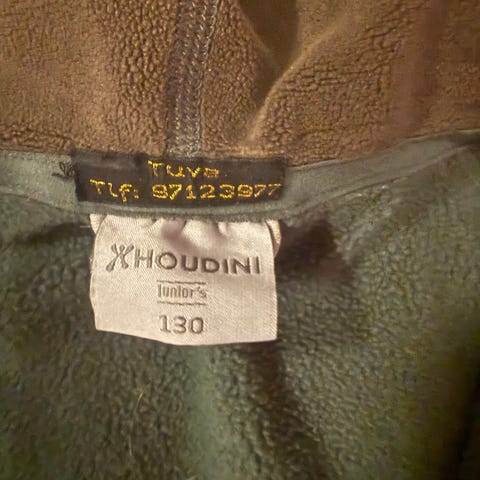 Tuva
Tlf: 97123977
HOUDINI
Junior's
130